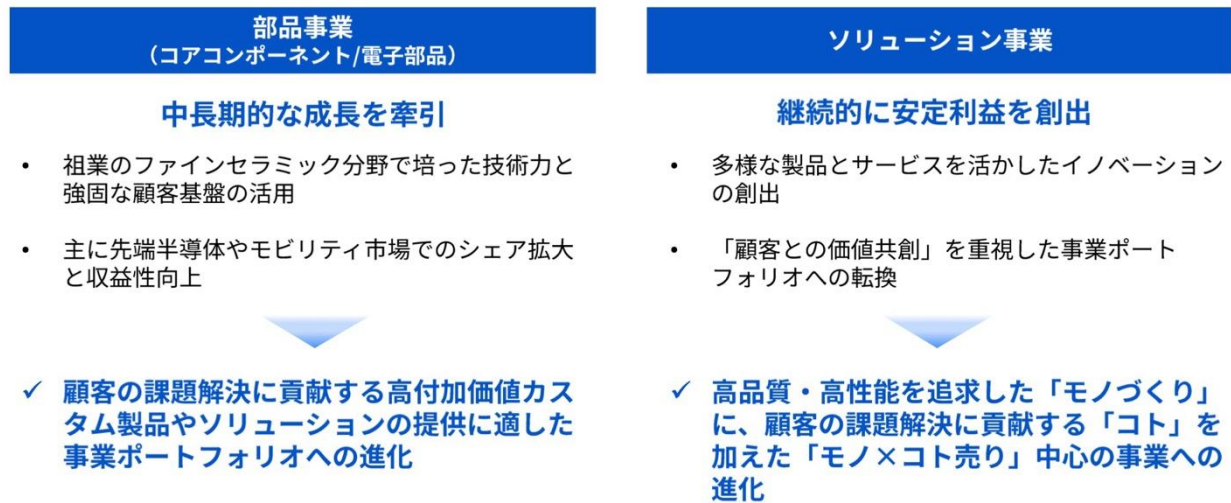 部品事業
（コアコンポーネント/電子部品）
中長期的な成長を牽引
• 祖業のファインセラミック分野で培った技術力と
強固な顧客基盤の活用
• 主に先端半導体やモビリティ市場でのシェア拡大
と収益性向上
✓ 顧客の課題解決に貢献する高付加価値カス
タム製品やソリューションの提供に適した
事業ポートフォリオへの進化
ソリューション事業
継続的に安定利益を創出
• 多様な製品とサービスを活かしたイノベーション
の創出
• 「顧客との価値共創」を重視した事業ポート
フォリオへの転換
✓ 高品質・高性能を追求した「モノづくり」
に、顧客の課題解決に貢献する「コト」を
加えた「モノ×コト売り」中心の事業への
進化